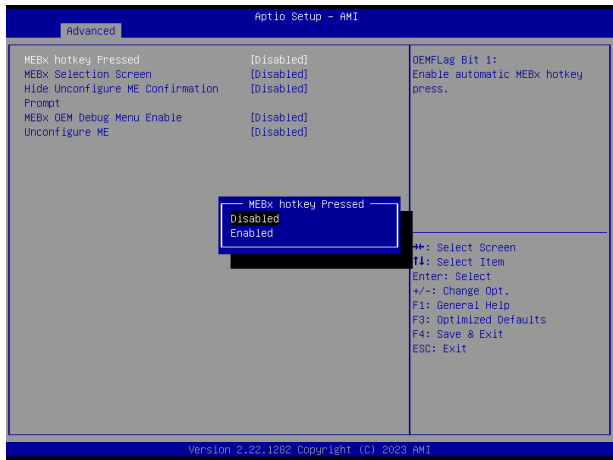 Aptio Setup - AMI
Advanced
MEBx hotkey Pressed [Disabled]
MEBx Selection Screen [Disabled]
Hide Unconfigure ME Confirmation [Disabled]
Prompt
MEBx OEM Debug Menu Enable [Disabled]
Unconfigure ME [Disabled]
OEMFLag Bit 1:
Enable automatic MEBx hotkey
press.
MEBx hotkey Pressed
Disabled
Enabled
→←: Select Screen
↑↓: Select Item
Enter: Select
+/-: Change Opt.
F1: General Help
F3: Optimized Defaults
F4: Save & Exit
ESC: Exit
Version 2.22.1282 Copyright (C) 2023 AMI